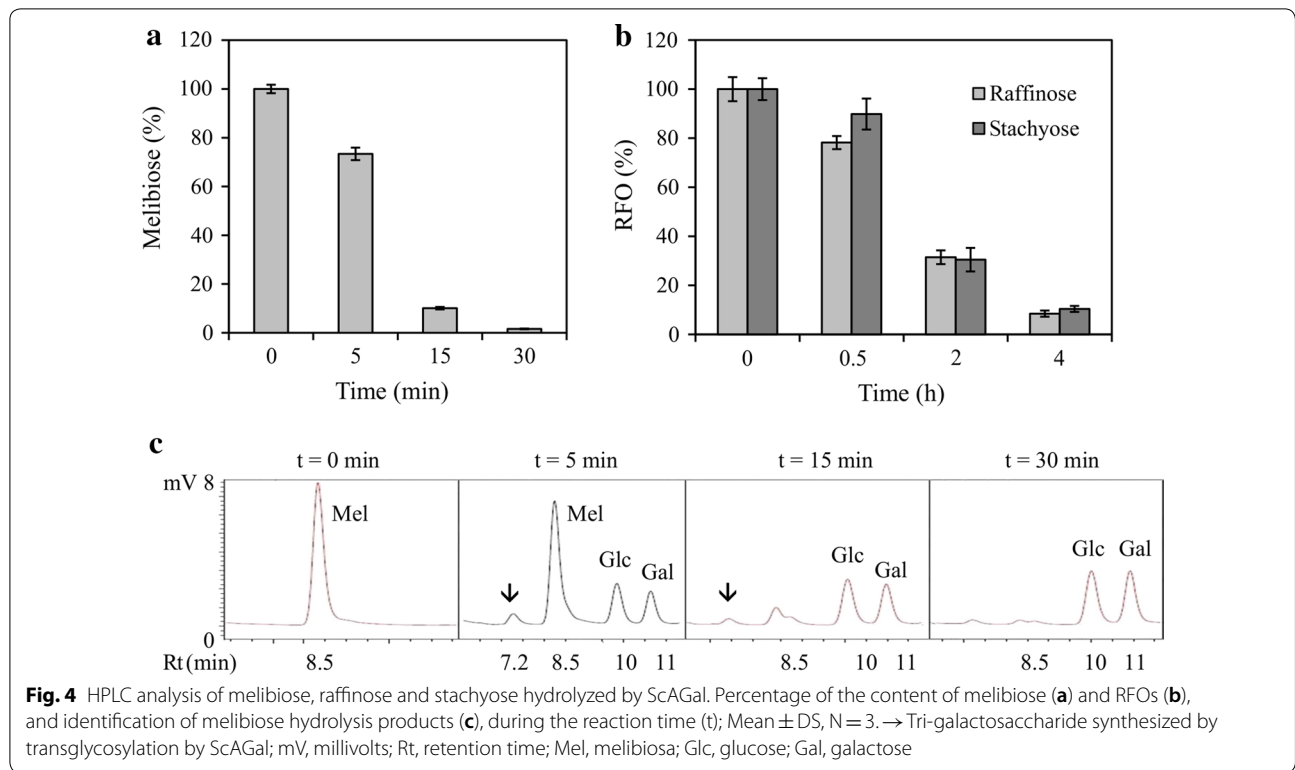 a
120
100
80
60
40
20
0
Melibiose (%)
0 5 15 30
Time (min)
b
120
100
80
60
40
20
0
RFO (%)
Raffinose
Stachyose
0 0.5 2 4
Time (h)
c
t = 0 min t = 5 min t = 15 min t = 30 min
mV 8
0
Mel
Mel
Glc
Gal
Glc
Gal
Glc
Gal
Rt(min) 8.5 7.2 8.5 10 11 8.5 10 11 8.5 10 11
Fig. 4 HPLC analysis of melibiose, raffinose and stachyose hydrolyzed by ScAGal. Percentage of the content of melibiose (a) and RFOs (b),
and identification of melibiose hydrolysis products (c), during the reaction time (t); Mean ± DS, N = 3. → Tri-galactosaccharide synthesized by
transglycosylation by ScAGal; mV, millivolts; Rt, retention time; Mel, melibiosa; Glc, glucose; Gal, galactose